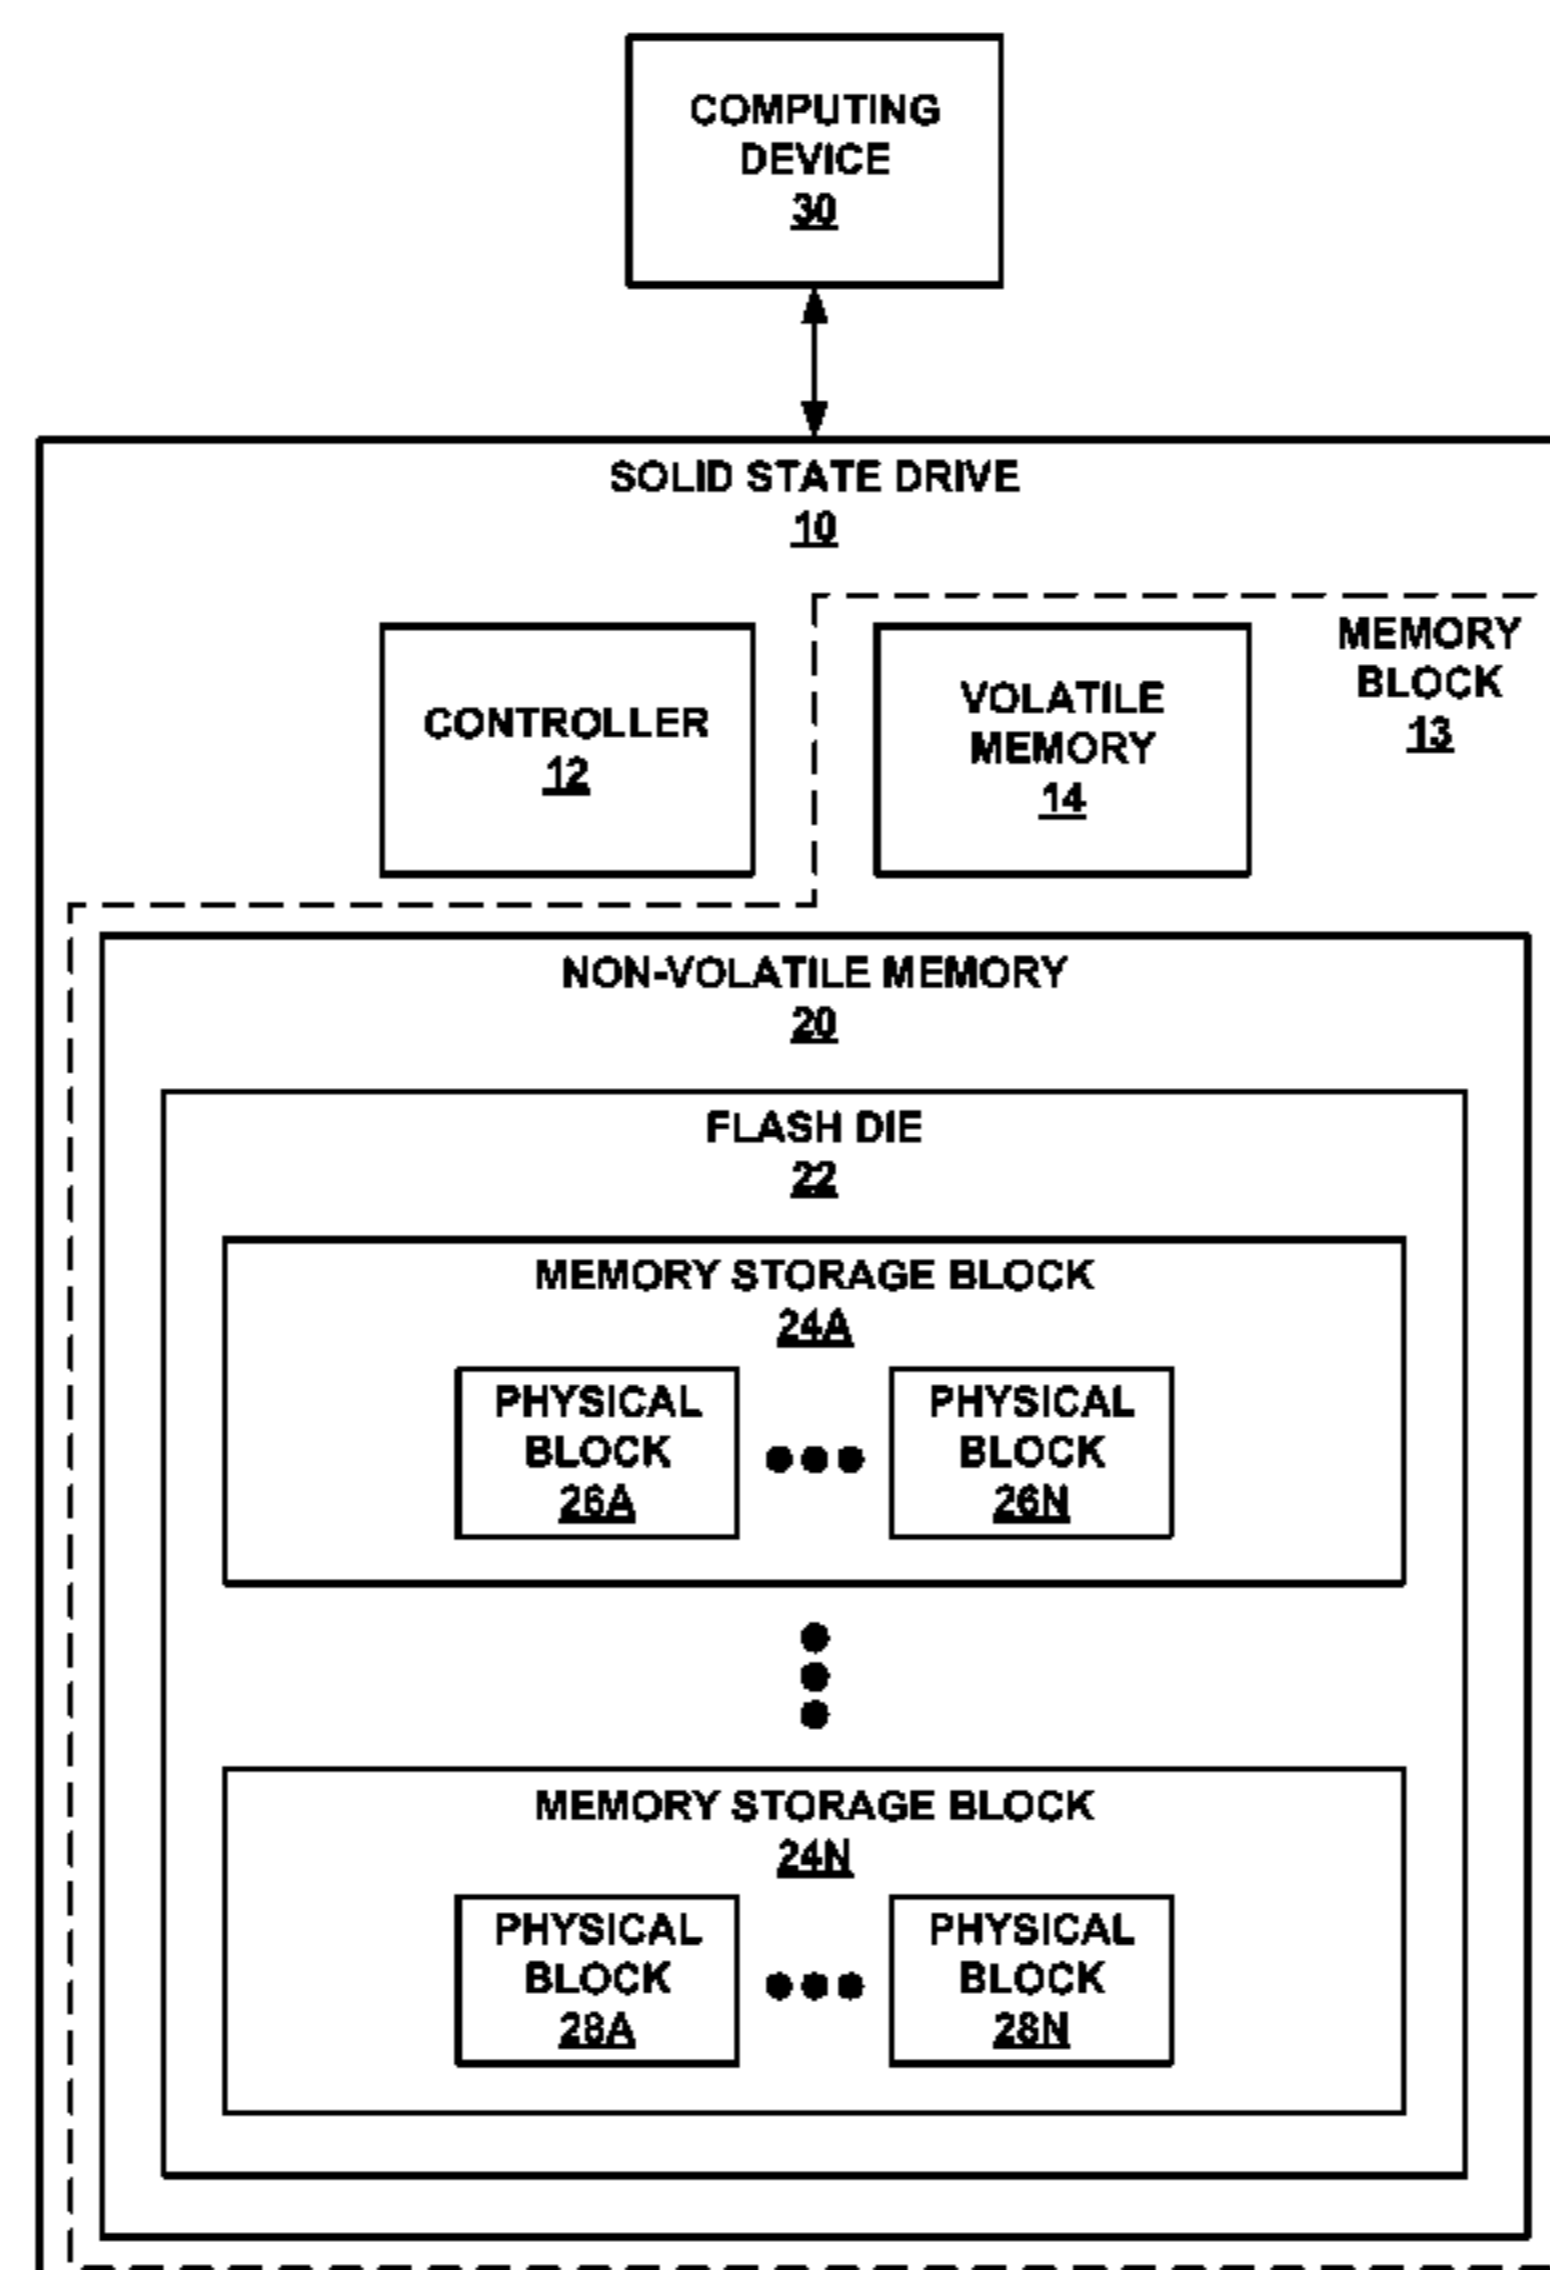 COMPUTING
DEVICE
30
SOLID STATE DRIVE
10
MEMORY
BLOCK
13
CONTROLLER
12
VOLATILE
MEMORY
14
NON-VOLATILE MEMORY
20
FLASH DIE
22
MEMORY STORAGE BLOCK
24A
PHYSICAL
BLOCK
26A
PHYSICAL
BLOCK
26N
MEMORY STORAGE BLOCK
24N
PHYSICAL
BLOCK
28A
PHYSICAL
BLOCK
28N